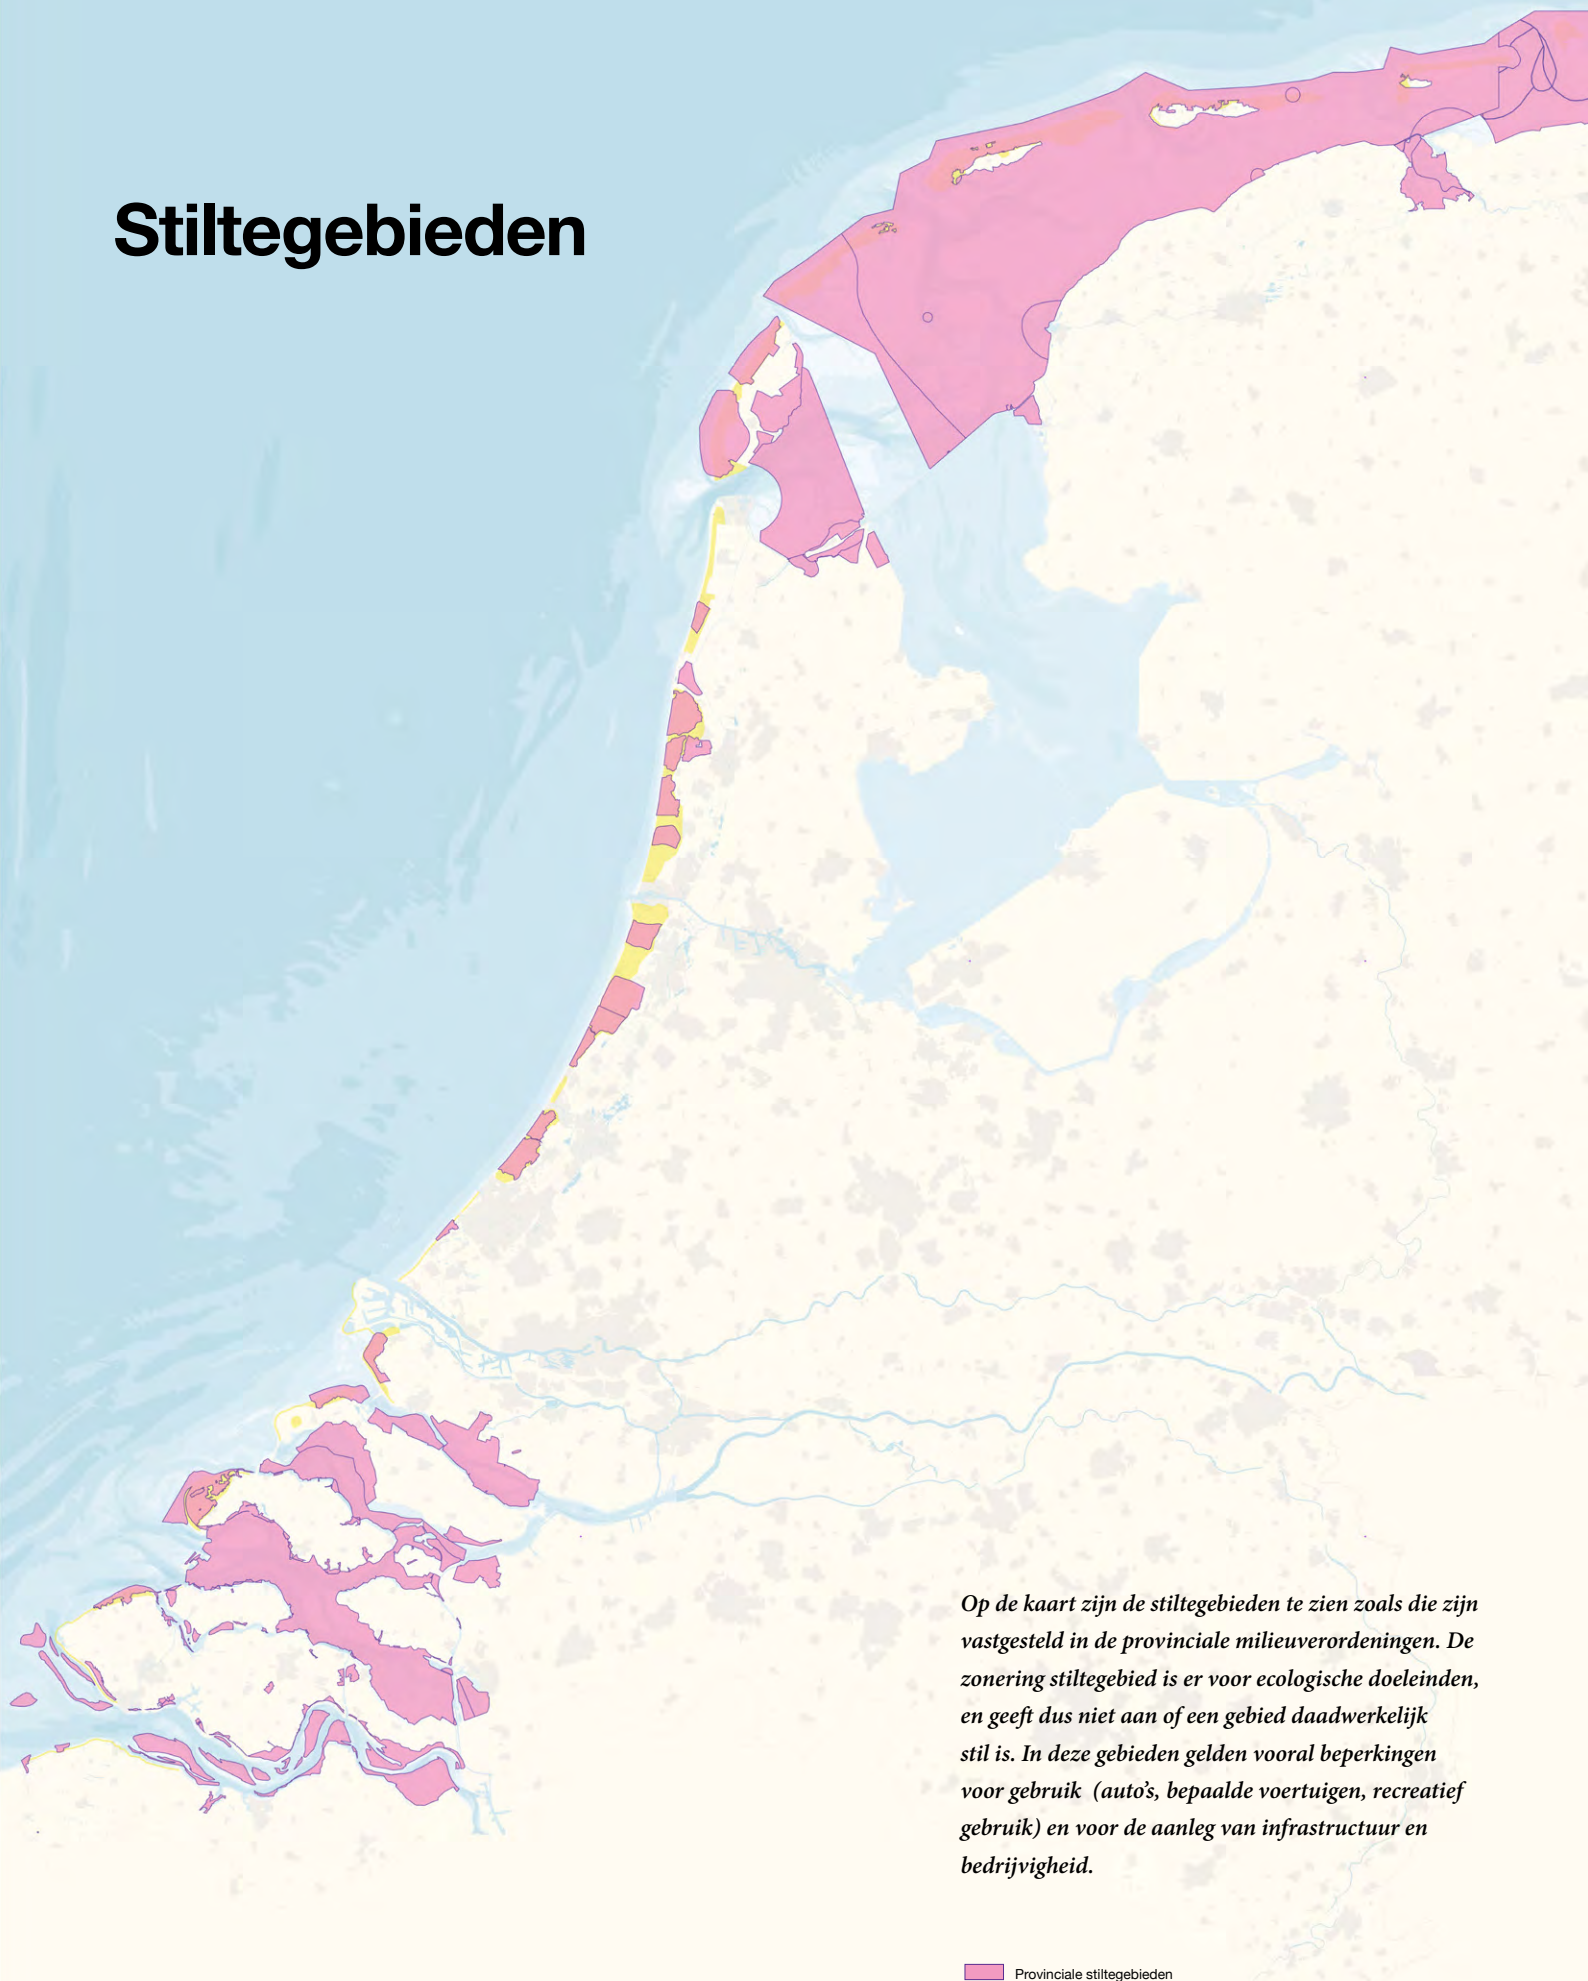 Stiltegebieden
Op de kaart zijn de stiltegebieden te zien zoals die zijn
vastgesteld in de provinciale milieuverordeningen. De
zonering stiltegebied is er voor ecologische doeleinden,
en geeft dus niet aan of een gebied daadwerkelijk
stil is. In deze gebieden gelden vooral beperkingen
voor gebruik  (auto’s, bepaalde voertuigen, recreatief
gebruik) en voor de aanleg van infrastructuur en
bedrijvigheid.
Provinciale stiltegebieden